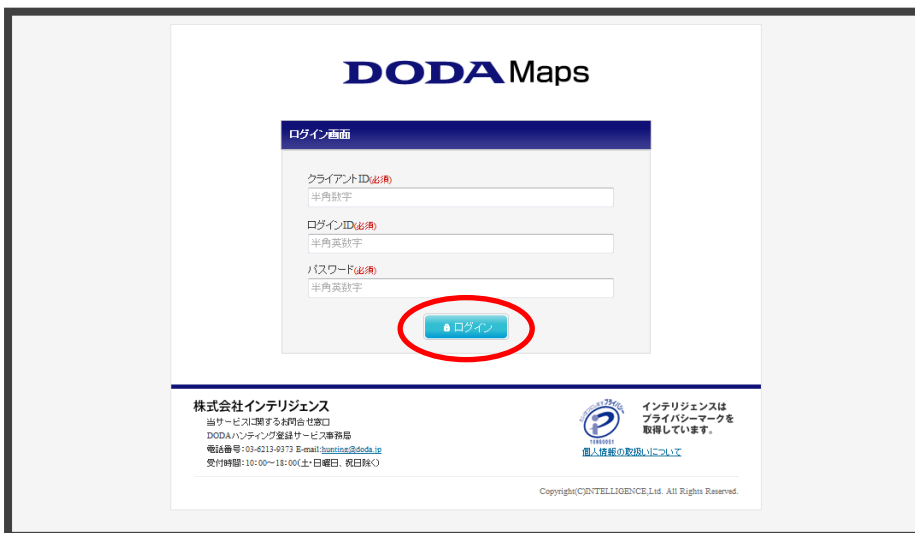 DODA Maps
ログイン画面
クライアントID(必須)
半角数字
ログインID(必須)
半角英数字
パスワード(必須)
半角英数字
ログイン
株式会社インテリジェンス
当サービスに関するお問合せ窓口
DODAハンティング登録サービス事務局
電話番号:03-6213-9373 E-mail:hunting@doda.jp
受付時間:10:00〜18:00(土・日曜日、祝日除く)
インテリジェンスは
プライバシーマークを
取得しています。
個人情報の取扱いについて
Copyright(C)INTELLIGENCE,Ltd. All Rights Reserved.